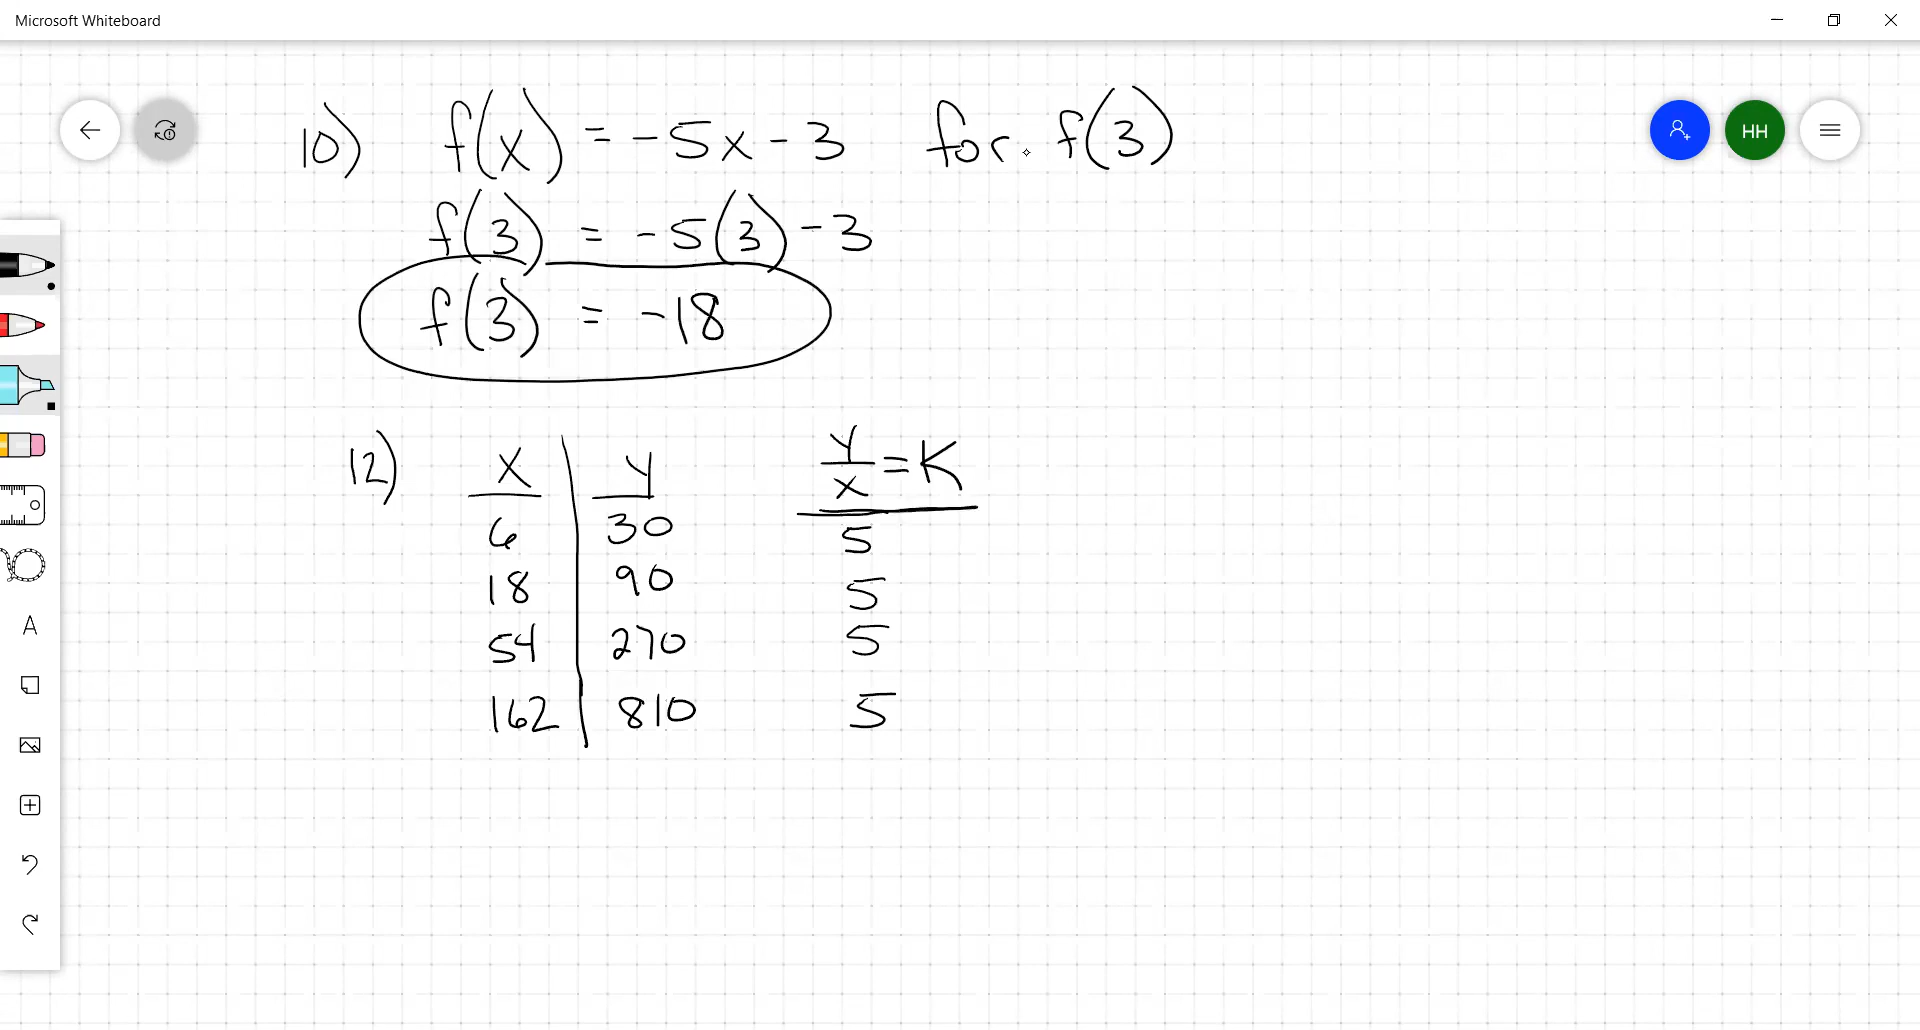 Microsoft Whiteboard
HH
10) f(x) = -5x - 3 for f(3)
f(3) = -5(3) - 3
f(3) = -18
12) x y y/x = K
6 30 5
18 90 5
54 270 5
162 810 5
A